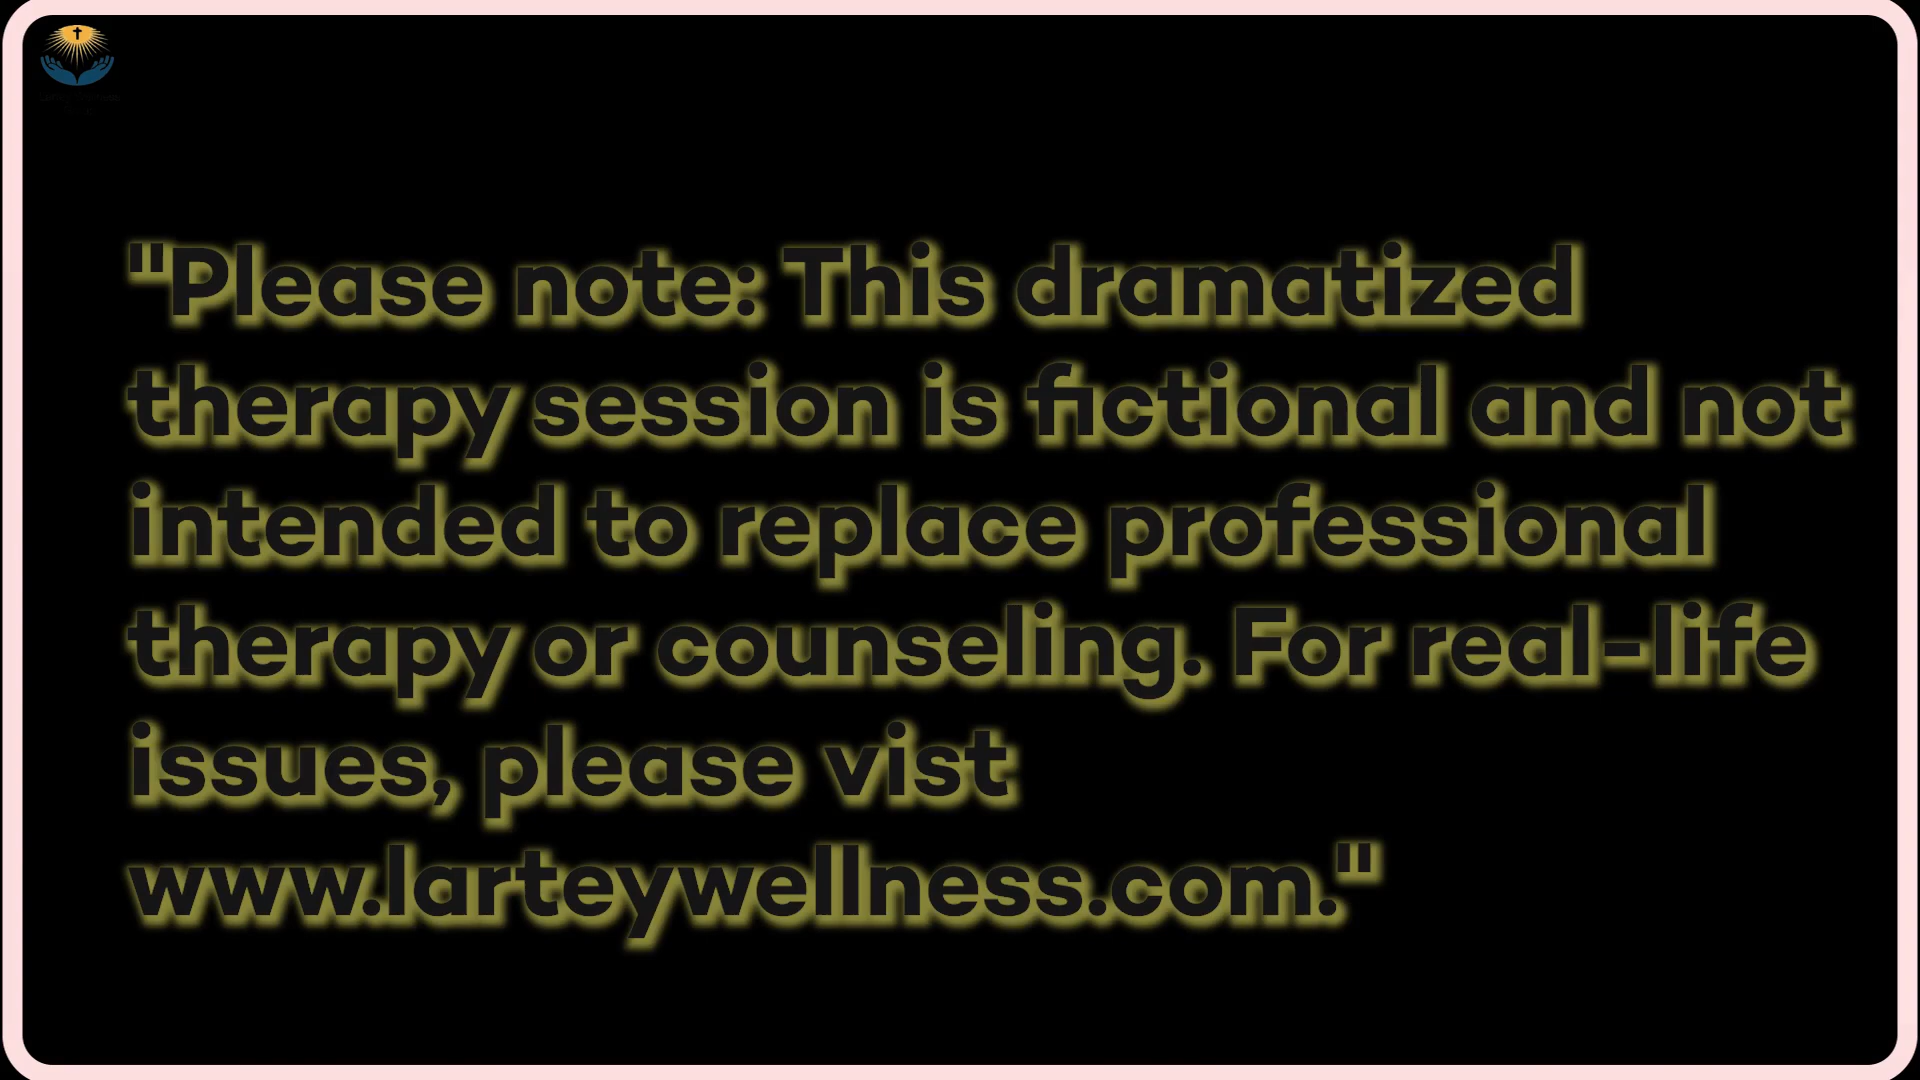 "Please note: This dramatized
therapy session is fictional and not
intended to replace professional
therapy or counseling. For real-life
issues, please vist
www.larteywellness.com."